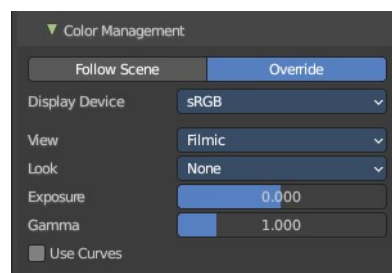 Color Management
Follow Scene Override
Display Device sRGB
View Filmic
Look None
Exposure 0.000
Gamma 1.000
Use Curves